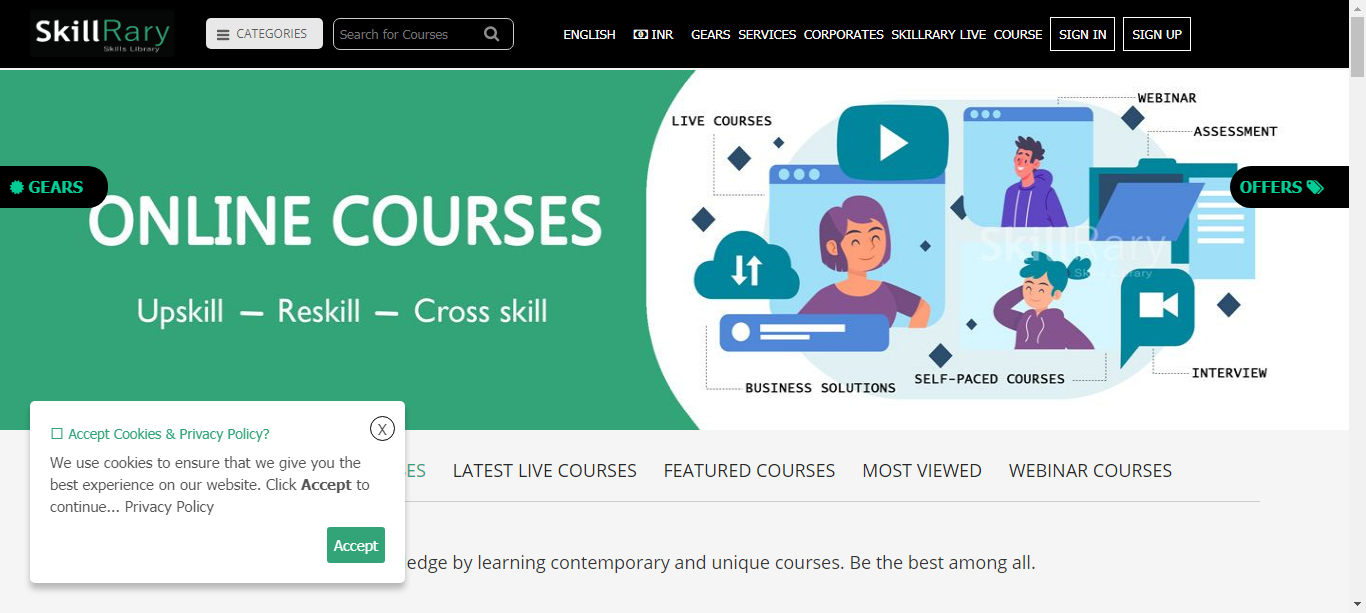 SkillRary
Skills Library
CATEGORIES
Search for Courses
ENGLISH
INR
GEARS SERVICES CORPORATES SKILLRARY LIVE COURSE SIGN IN SIGN UP
LIVE COURSES
WEBINAR
ASSESSMENT
GEARS
OFFERS
ONLINE COURSES
Upskill — Reskill — Cross skill
SkillRary
Skills Library
BUSINESS SOLUTIONS
SELF-PACED COURSES
INTERVIEW
Accept Cookies & Privacy Policy?
X
We use cookies to ensure that we give you the
best experience on our website. Click Accept to
continue... Privacy Policy
Accept
LATEST LIVE COURSES FEATURED COURSES MOST VIEWED WEBINAR COURSES
by learning contemporary and unique courses. Be the best among all.